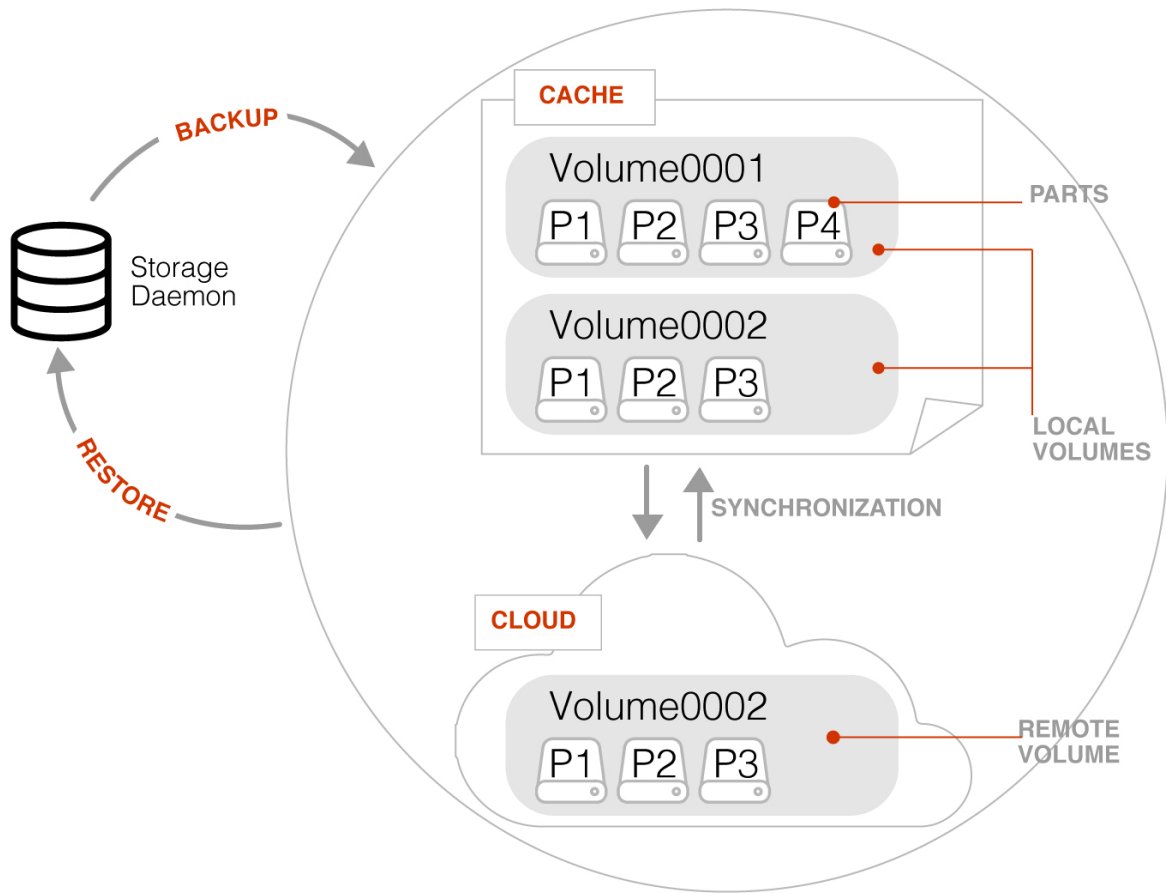 CACHE
BACKUP
Volume0001
P1 P2 P3 P4
PARTS
Storage
Daemon
Volume0002
P1 P2 P3
LOCAL
VOLUMES
RESTORE
SYNCHRONIZATION
CLOUD
Volume0002
P1 P2 P3
REMOTE
VOLUME